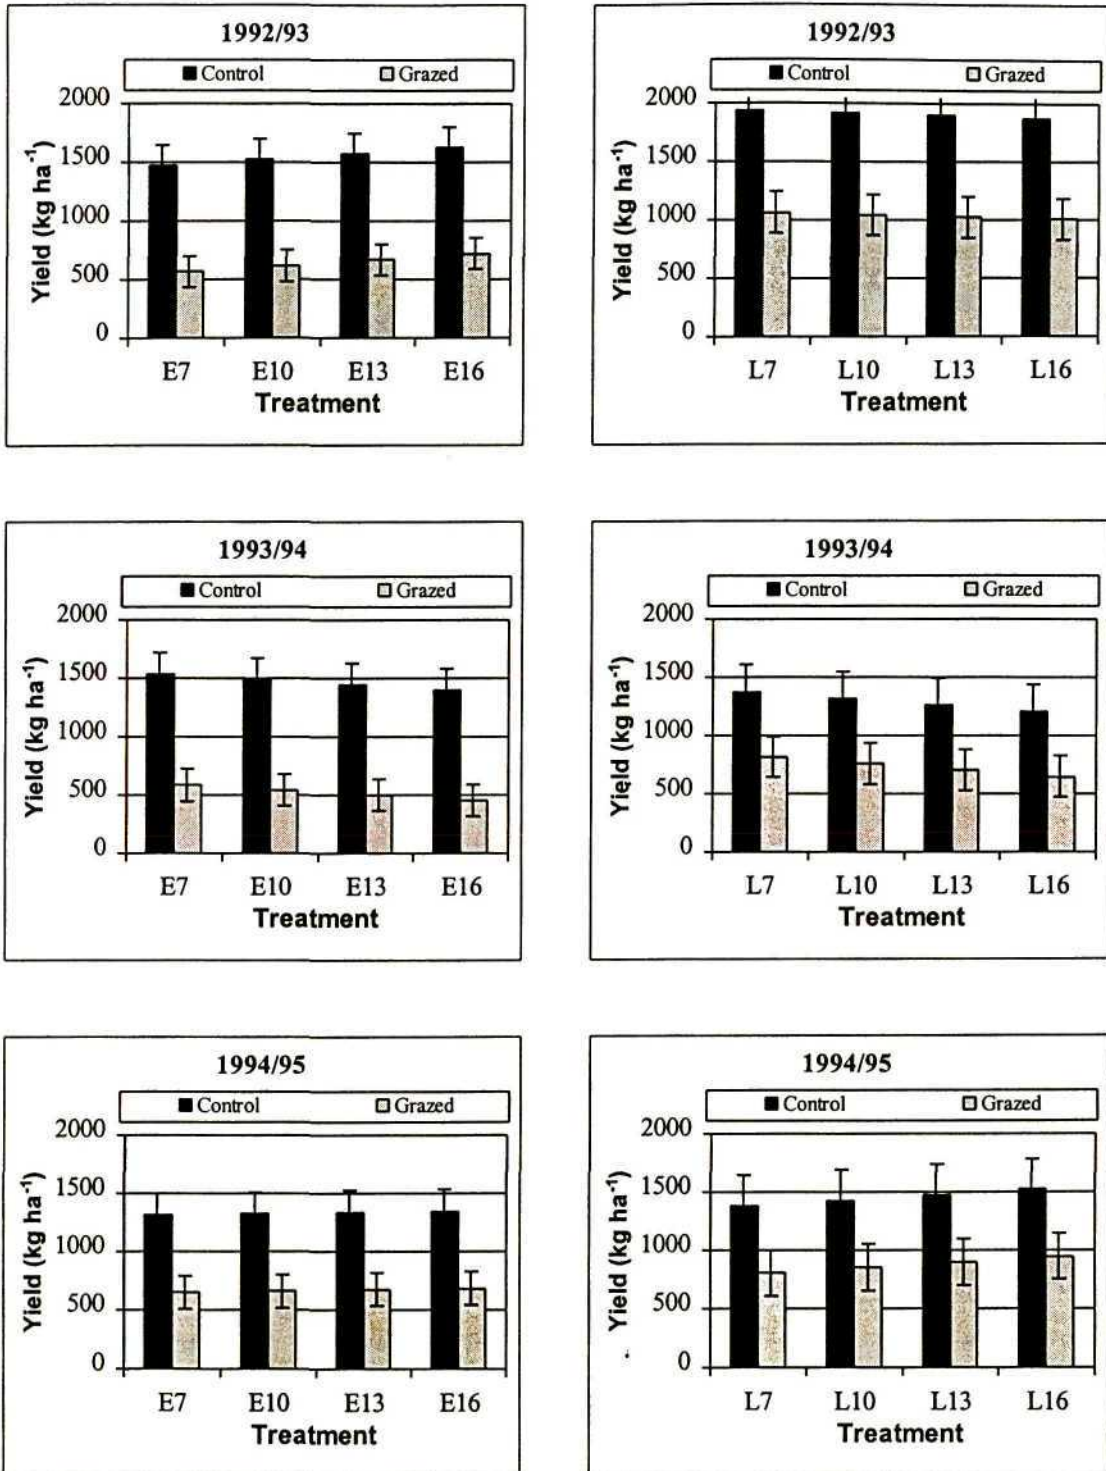 1992/93
Control Grazed
2000
1500
1000
500
0
Yield (kg ha⁻¹)
E7 E10 E13 E16
Treatment
1992/93
Control Grazed
2000
1500
1000
500
0
Yield (kg ha⁻¹)
L7 L10 L13 L16
Treatment
1993/94
Control Grazed
2000
1500
1000
500
0
Yield (kg ha⁻¹)
E7 E10 E13 E16
Treatment
1993/94
Control Grazed
2000
1500
1000
500
0
Yield (kg ha⁻¹)
L7 L10 L13 L16
Treatment
1994/95
Control Grazed
2000
1500
1000
500
0
Yield (kg ha⁻¹)
E7 E10 E13 E16
Treatment
1994/95
Control Grazed
2000
1500
1000
500
0
Yield (kg ha⁻¹)
L7 L10 L13 L16
Treatment